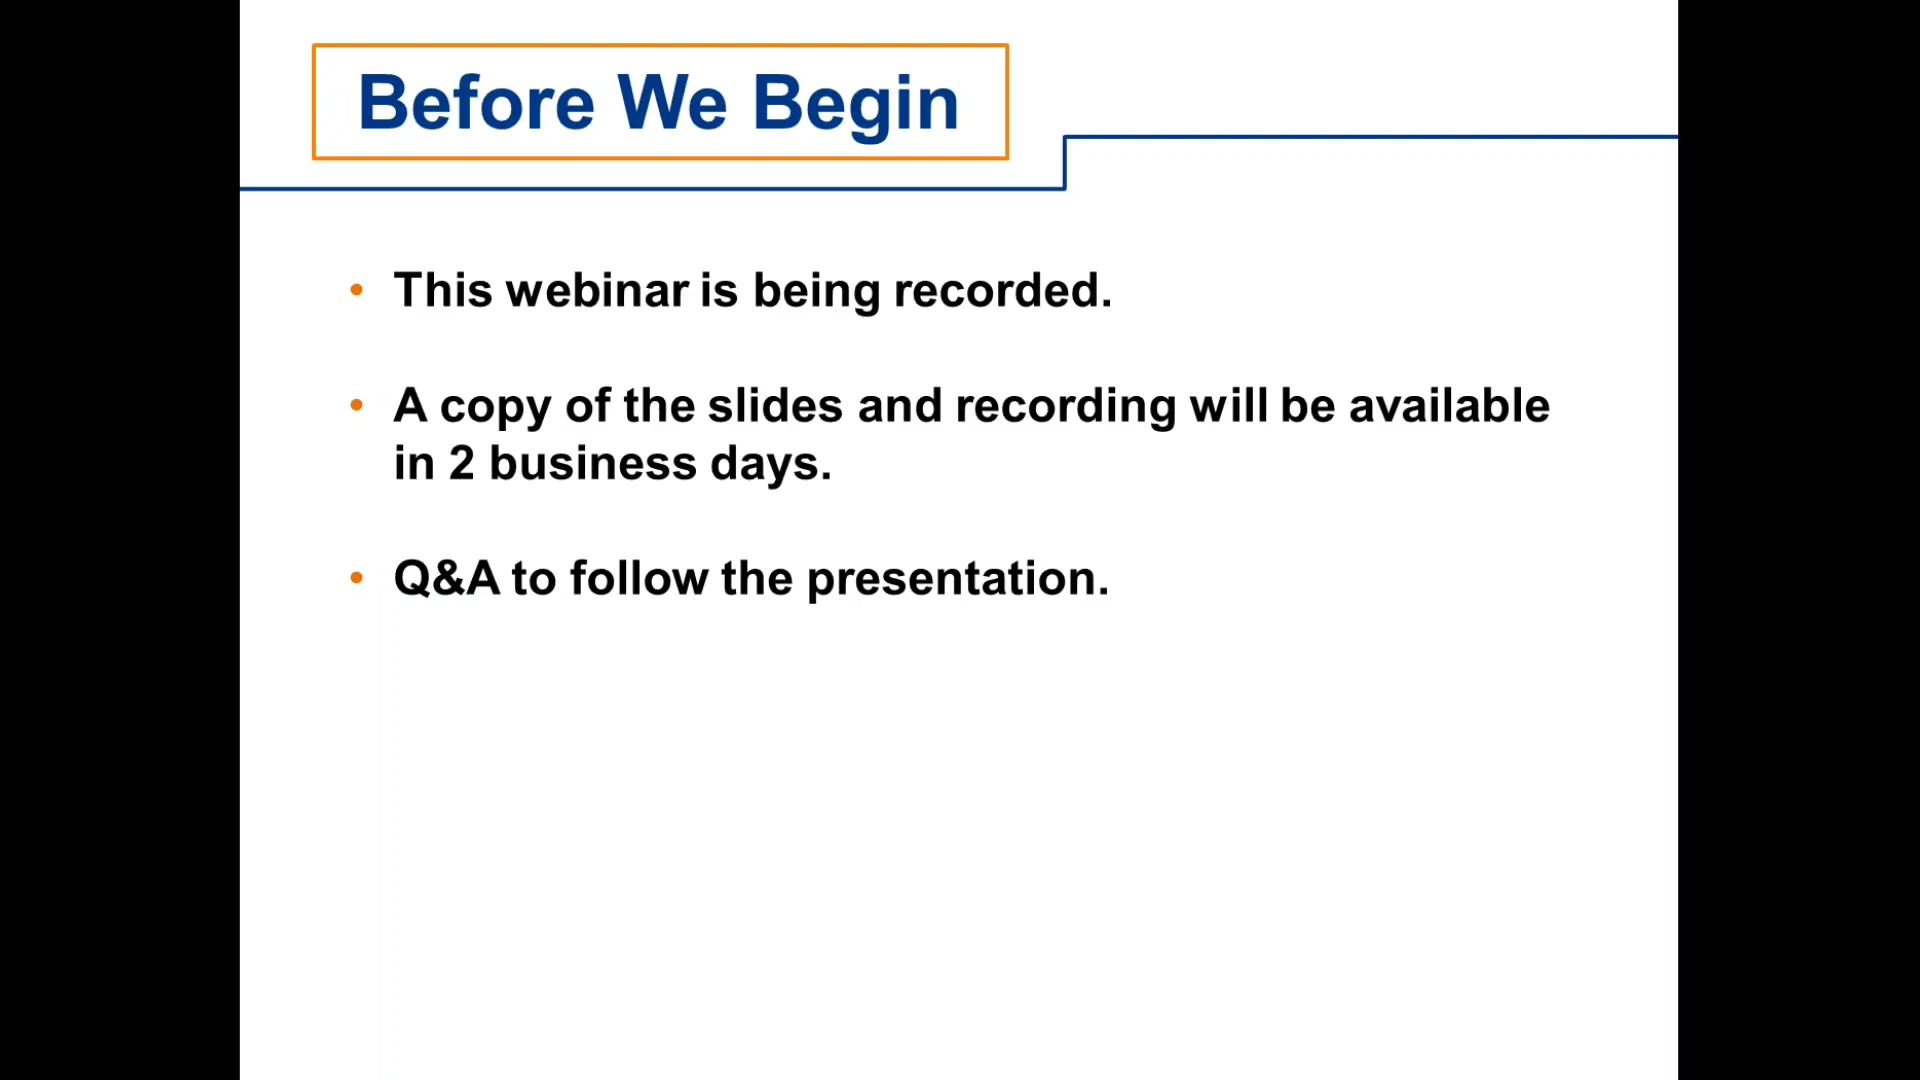 Before We Begin
• This webinar is being recorded.
• A copy of the slides and recording will be available
in 2 business days.
• Q&A to follow the presentation.